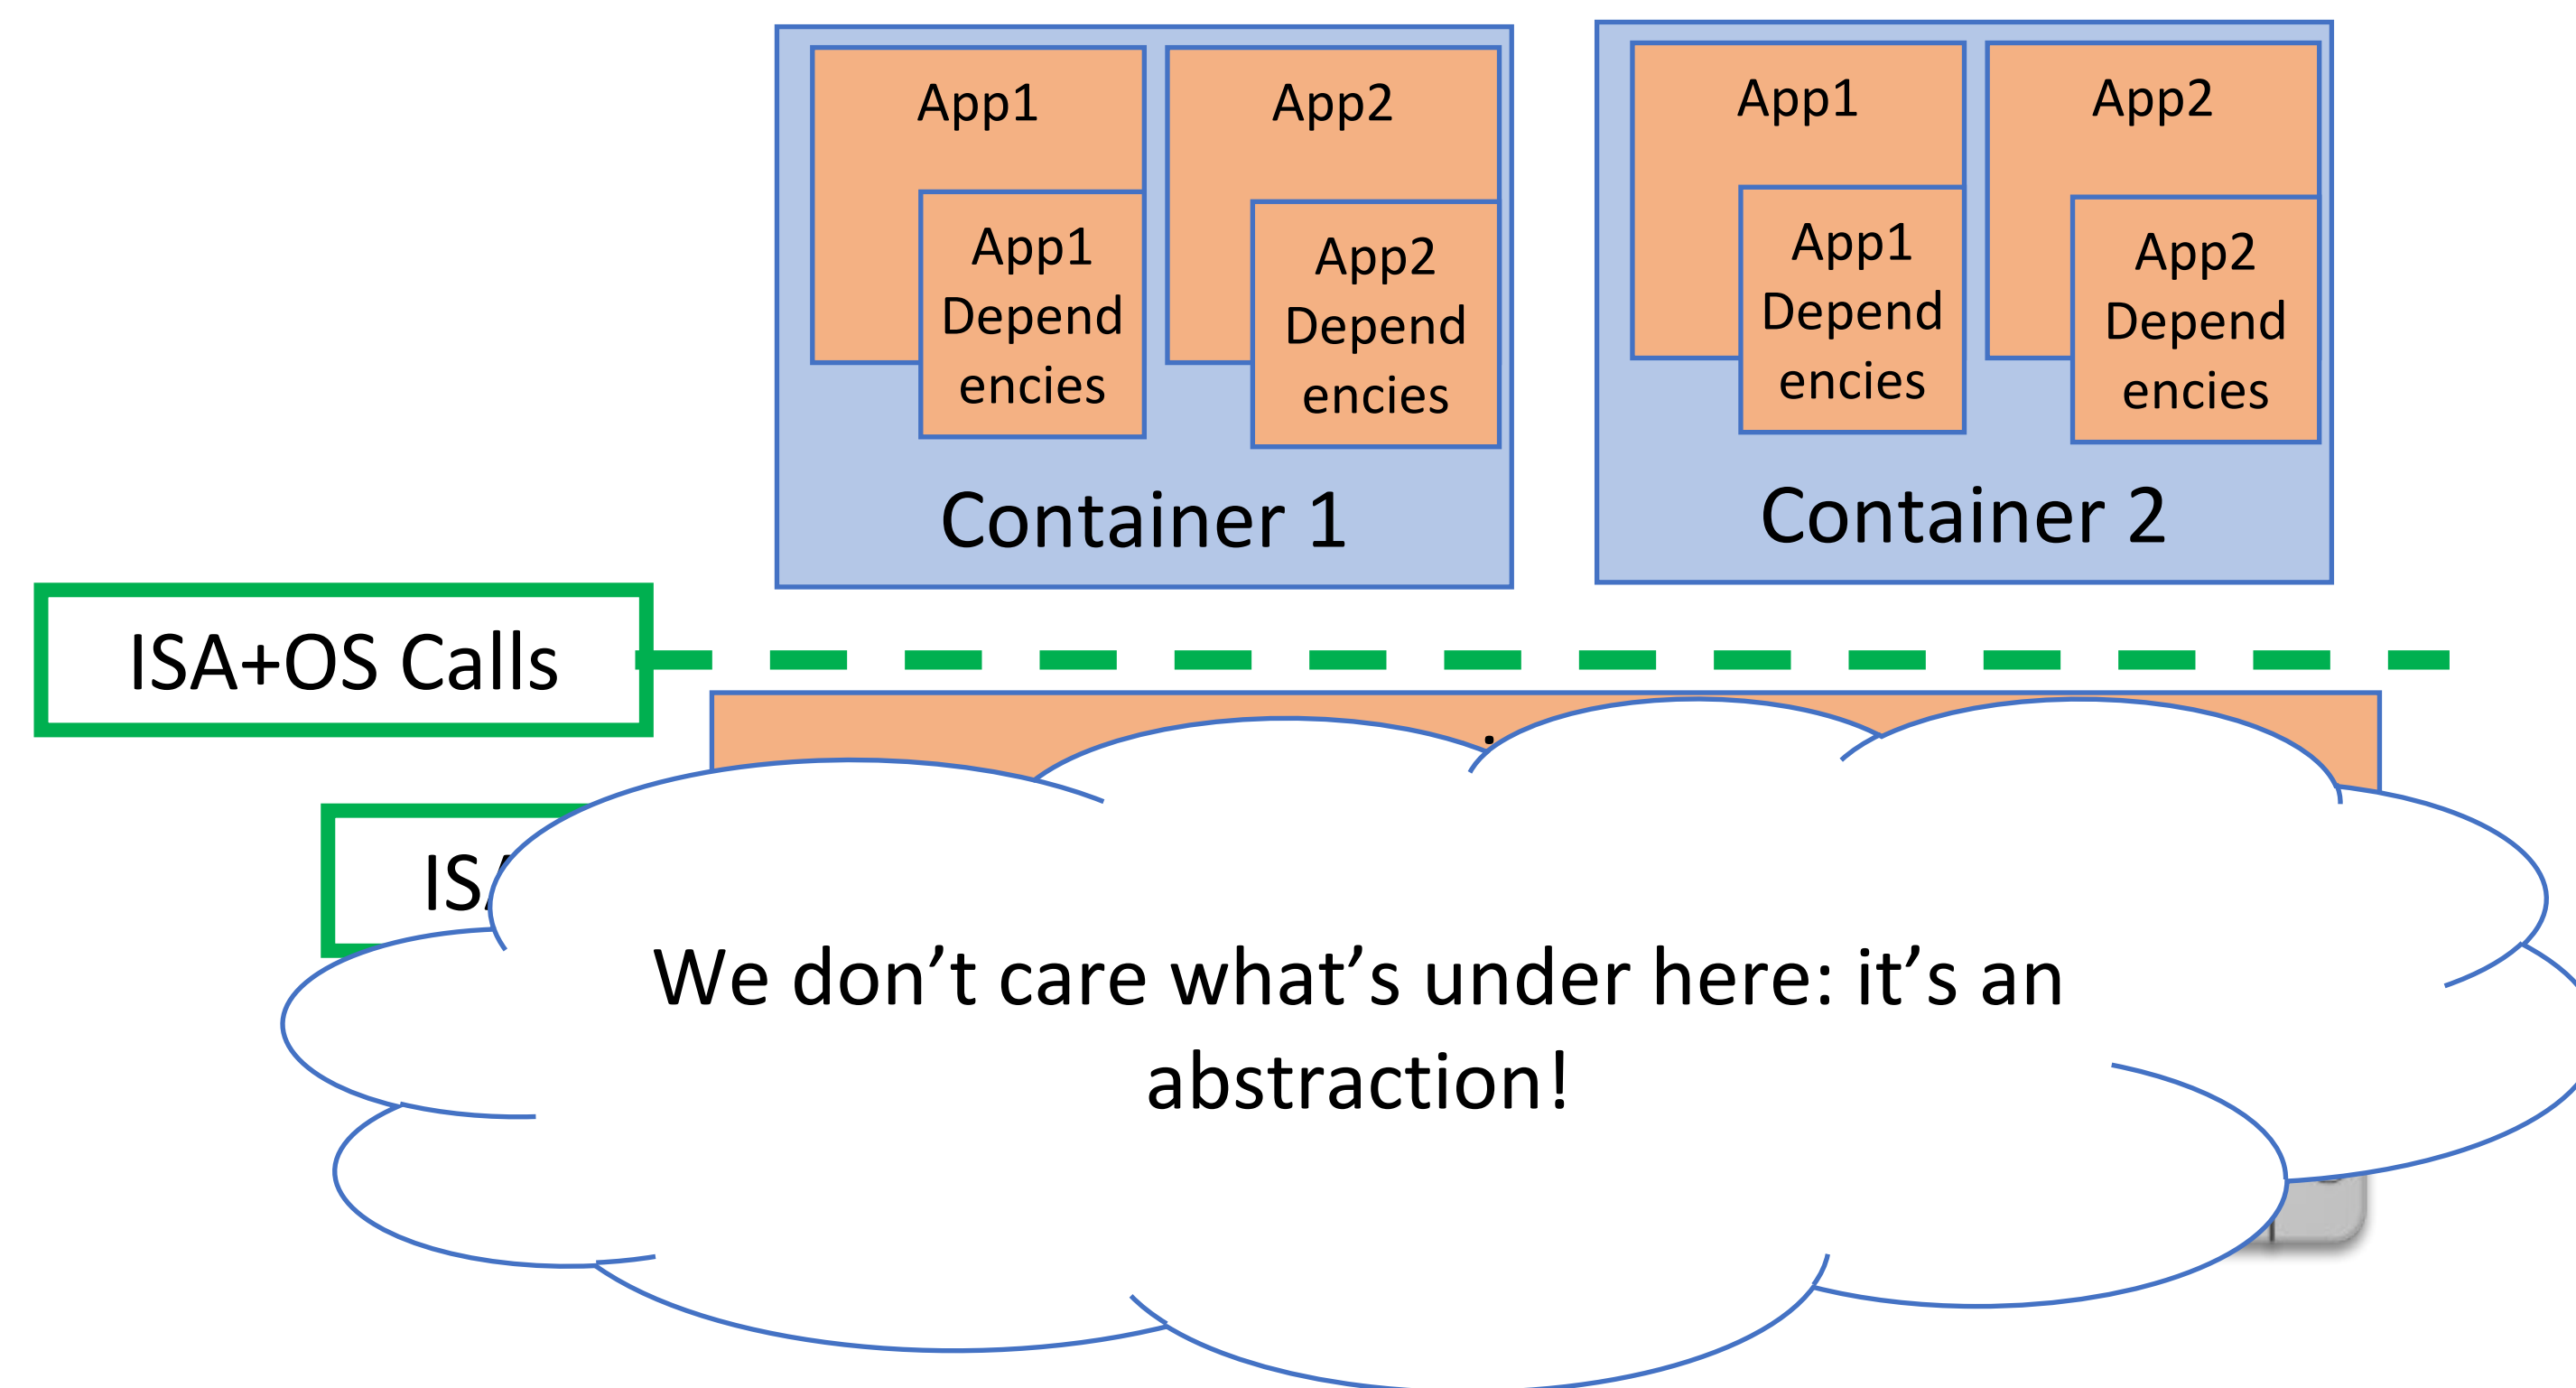 App1
App2
App1
Depend
encies
App2
Depend
encies
Container 1
App1
App2
App1
Depend
encies
App2
Depend
encies
Container 2
ISA+OS Calls
We don’t care what’s under here: it’s an
abstraction!